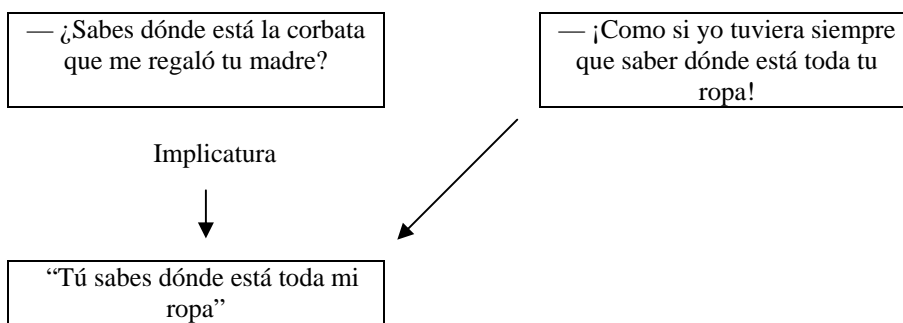 — ¿Sabes dónde está la corbata
que me regaló tu madre?
— ¡Como si yo tuviera siempre
que saber dónde está toda tu
ropa!
Implicatura
“Tú sabes dónde está toda mi
ropa”